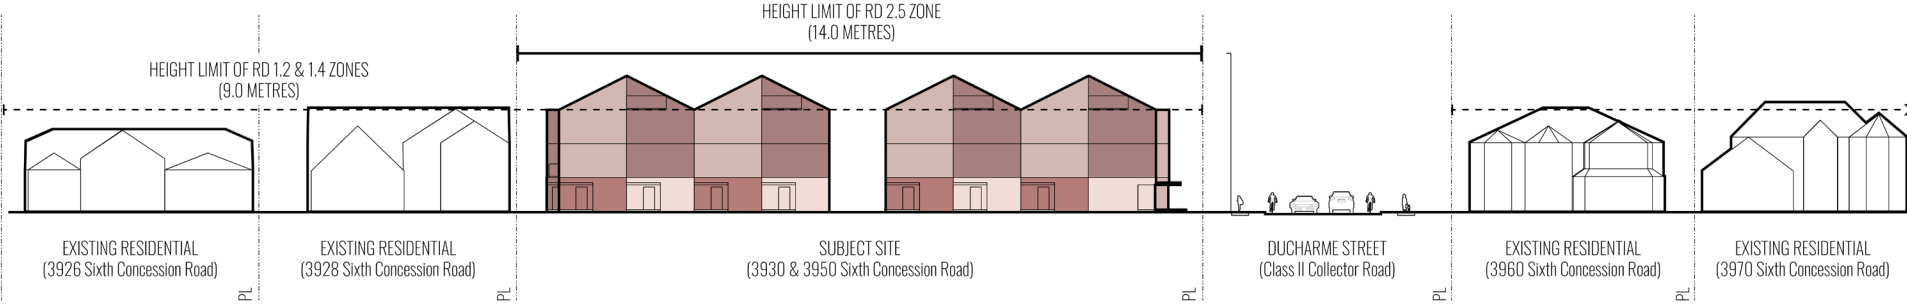 HEIGHT LIMIT OF RD 2.5 ZONE
(14.0 METRES)
HEIGHT LIMIT OF RD 1.2 & 1.4 ZONES
(9.0 METRES)
EXISTING RESIDENTIAL
(3926 Sixth Concession Road)
PL
EXISTING RESIDENTIAL
(3928 Sixth Concession Road)
PL
SUBJECT SITE
(3930 & 3950 Sixth Concession Road)
PL
DUCHARME STREET
(Class II Collector Road)
PL
EXISTING RESIDENTIAL
(3960 Sixth Concession Road)
PL
EXISTING RESIDENTIAL
(3970 Sixth Concession Road)